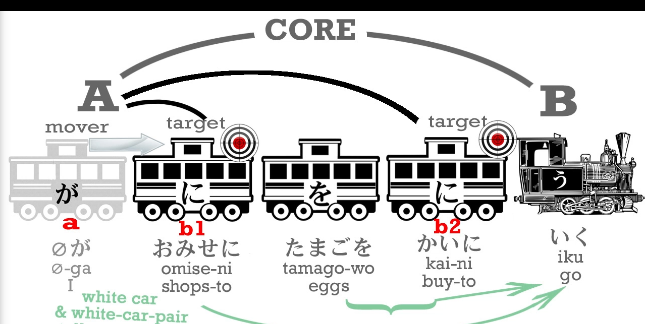 CORE
A
B
mover
target
target
が
に
を
に
う
a
b1
b2
∅が
おみせに
たまごを
かいに
いく
∅-ga
omise-ni
tamago-wo
kai-ni
iku
I
shops-to
eggs
buy-to
go
white car
& white-car-pair